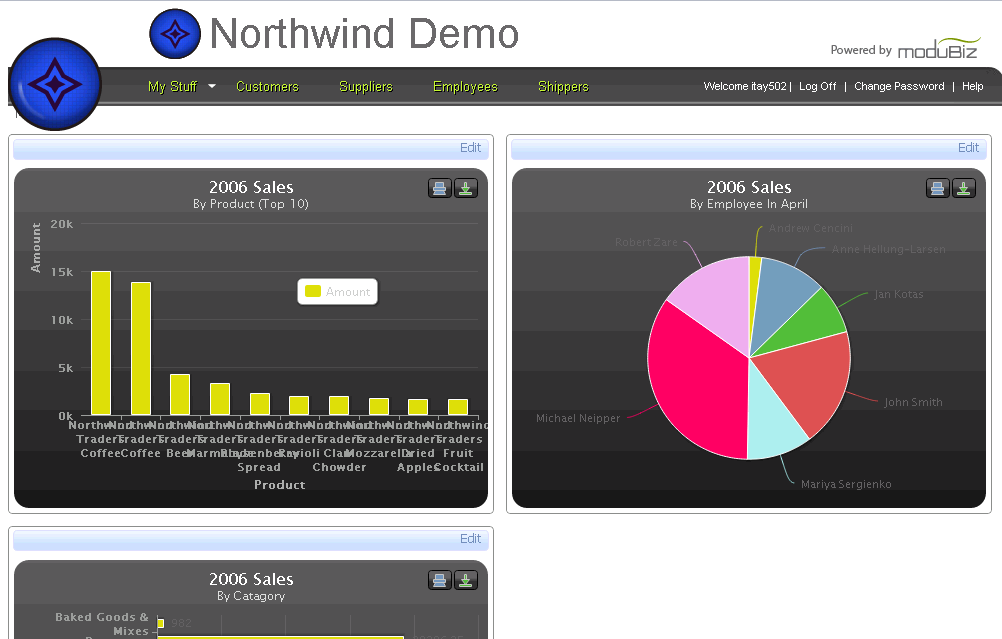 Northwind Demo
Powered by moduBiz
My Stuff Customers Suppliers Employees Shippers Welcome itay502 | Log Off | Change Password | Help
Edit
2006 Sales
By Product (Top 10)
Amount
20k
15k
10k
5k
0k
Amount
Northwind Traders Coffee
Northwind Traders Coffee
Northwind Traders Beer
Northwind Traders Marmalade
Northwind Traders Boysenberry Spread
Northwind Traders Ravioli
Northwind Traders Clam Chowder
Northwind Traders Mozzarella
Northwind Traders Dried Apples
Northwind Traders Fruit Cocktail
Product
Edit
2006 Sales
By Employee In April
Andrew Cencini
Robert Zare
Anne Hellung-Larsen
Jan Kotas
John Smith
Michael Neipper
Mariya Sergienko
Edit
2006 Sales
By Catagory
Baked Goods &
Mixes
982